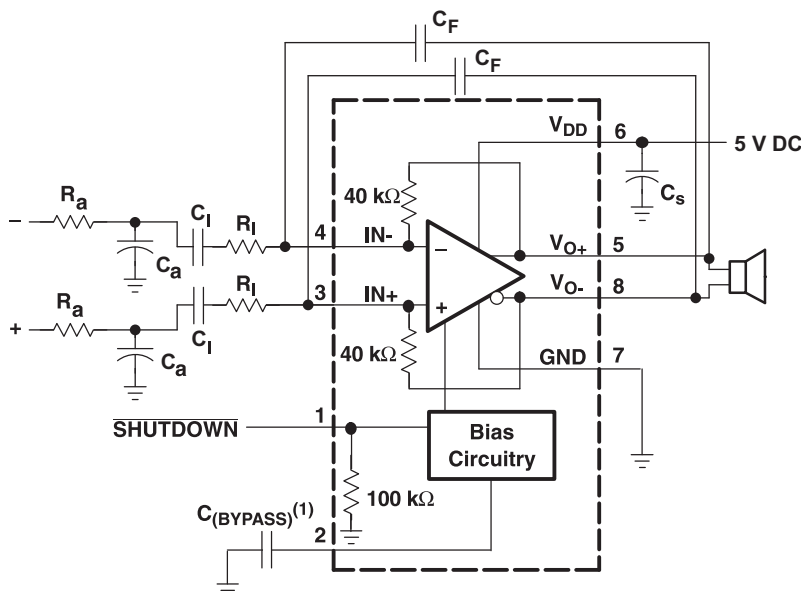 C_F
C_F
V_DD 6
5 V DC
40 kΩ
C_s
R_a C_I R_I 4 IN-
−
−
V_O+ 5
C_a
V_O- 8
R_a C_I R_I 3 IN+
+
+
C_a
40 kΩ
GND 7
SHUTDOWN 1
Bias
Circuitry
100 kΩ
C_(BYPASS)^(1) 2